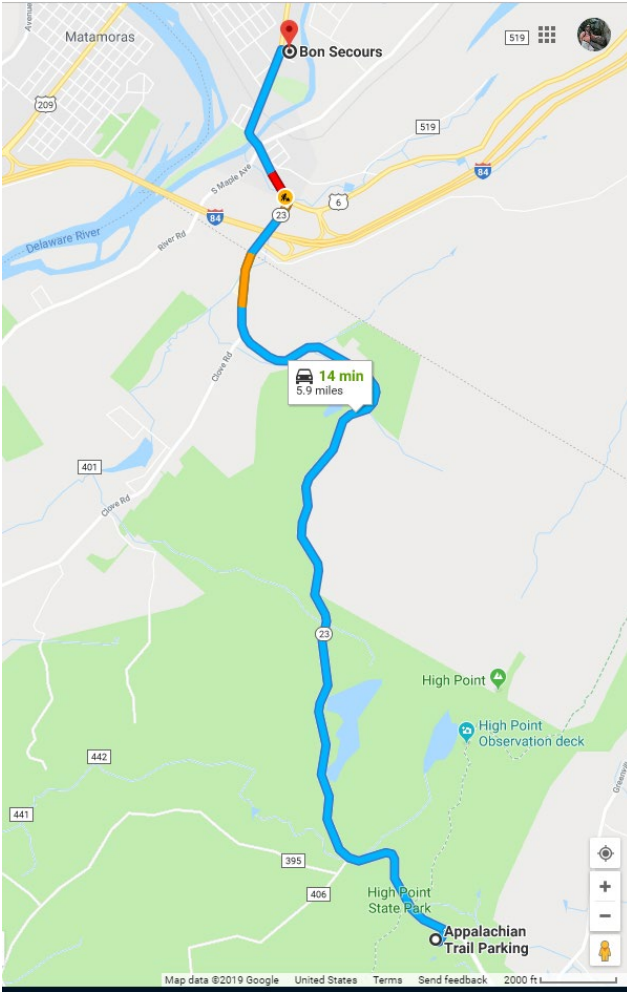 Avenue
Matamoras
Bon Secours
519
209
519
S Maple Ave
84
6
23
84
Delaware River
River Rd
Clove Rd
14 min
5.9 miles
401
Clove Rd
23
High Point
High Point
Observation deck
442
441
395
406
High Point
State Park
Appalachian
Trail Parking
+
−
Map data ©2019 Google United States Terms Send feedback 2000 ft